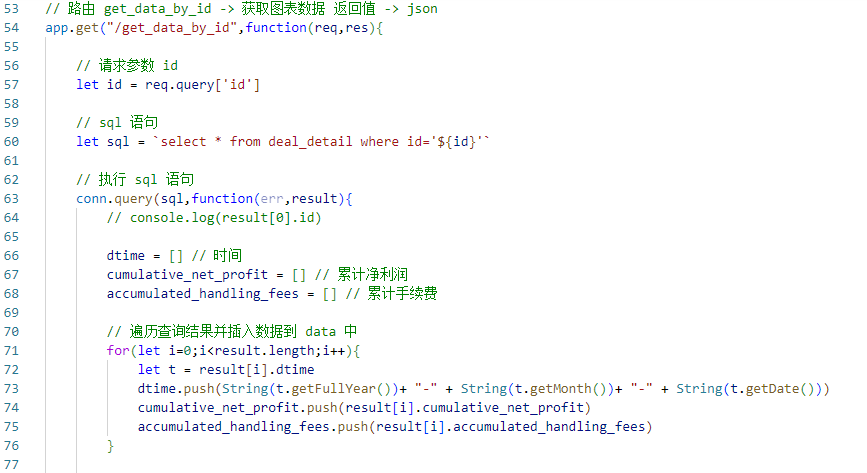 53 // 路由 get_data_by_id -> 获取图表数据 返回值 -> json
54 app.get("/get_data_by_id",function(req,res){
55
56 // 请求参数 id
57 let id = req.query['id']
58
59 // sql 语句
60 let sql = `select * from deal_detail where id='${id}'`
61
62 // 执行 sql 语句
63 conn.query(sql,function(err,result){
64 // console.log(result[0].id)
65
66 dtime = [] // 时间
67 cumulative_net_profit = [] // 累计净利润
68 accumulated_handling_fees = [] // 累计手续费
69
70 // 遍历查询结果并插入数据到 data 中
71 for(let i=0;i<result.length;i++){
72 let t = result[i].dtime
73 dtime.push(String(t.getFullYear())+ "-" + String(t.getMonth())+ "-" + String(t.getDate()))
74 cumulative_net_profit.push(result[i].cumulative_net_profit)
75 accumulated_handling_fees.push(result[i].accumulated_handling_fees)
76 }
77